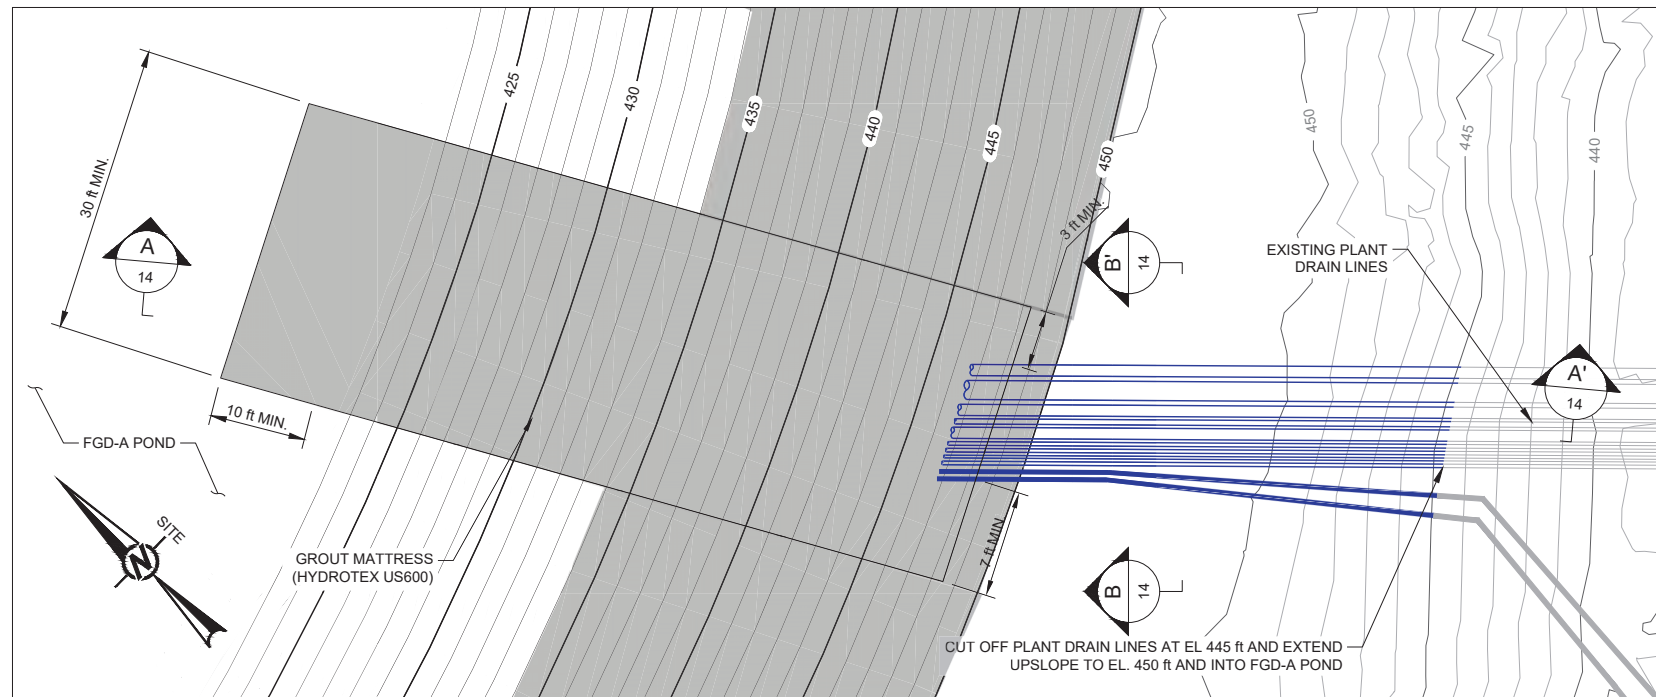 425
430
435
440
445
450
450
445
440
30 ft MIN.
A
14
3 ft MIN.
B'
14
EXISTING PLANT
DRAIN LINES
A'
14
10 ft MIN.
FGD-A POND
SITE
N
GROUT MATTRESS
(HYDROTEX US600)
7 ft MIN
B
14
CUT OFF PLANT DRAIN LINES AT EL 445 ft AND EXTEND
UPSLOPE TO EL. 450 ft AND INTO FGD-A POND